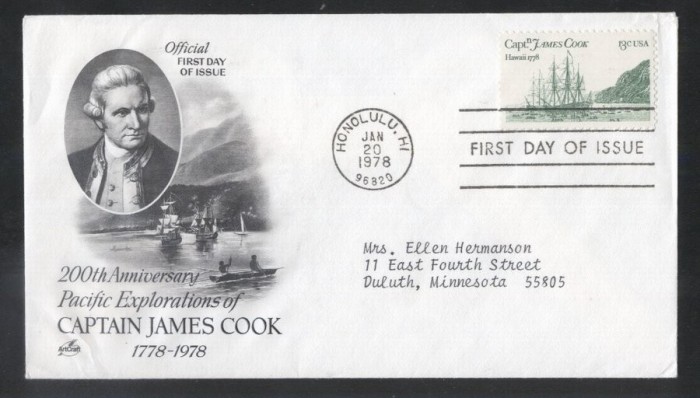 Official
FIRST DAY
OF ISSUE
200th Anniversary
Pacific Explorations of
CAPTAIN JAMES COOK
1778-1978
ArtCraft
HONOLULU, HI
JAN
20
1978
96820
Capt.n JAMES COOK
13c USA
Hawaii 1778
FIRST DAY OF ISSUE
Mrs. Ellen Hermanson
11 East Fourth Street
Duluth, Minnesota 55805